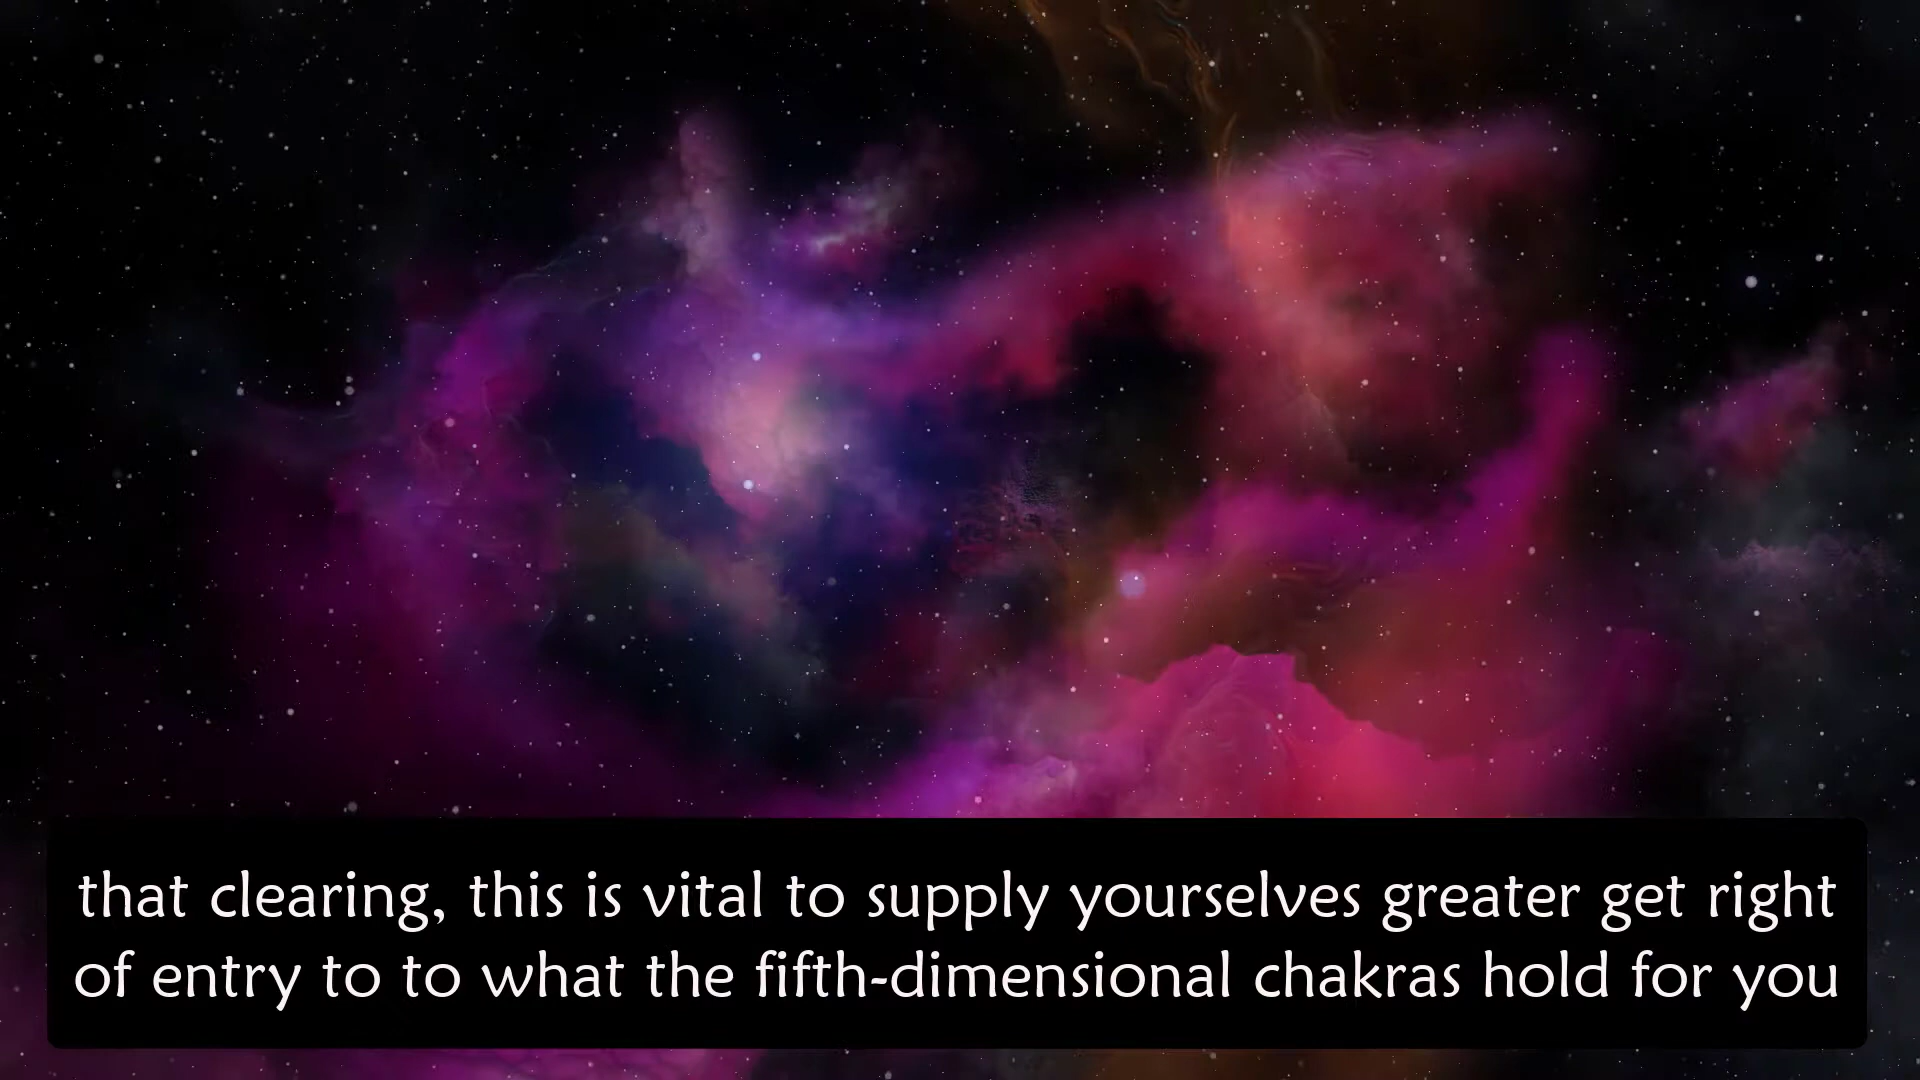 that clearing, this is vital to supply yourselves greater get right
of entry to to what the fifth-dimensional chakras hold for you